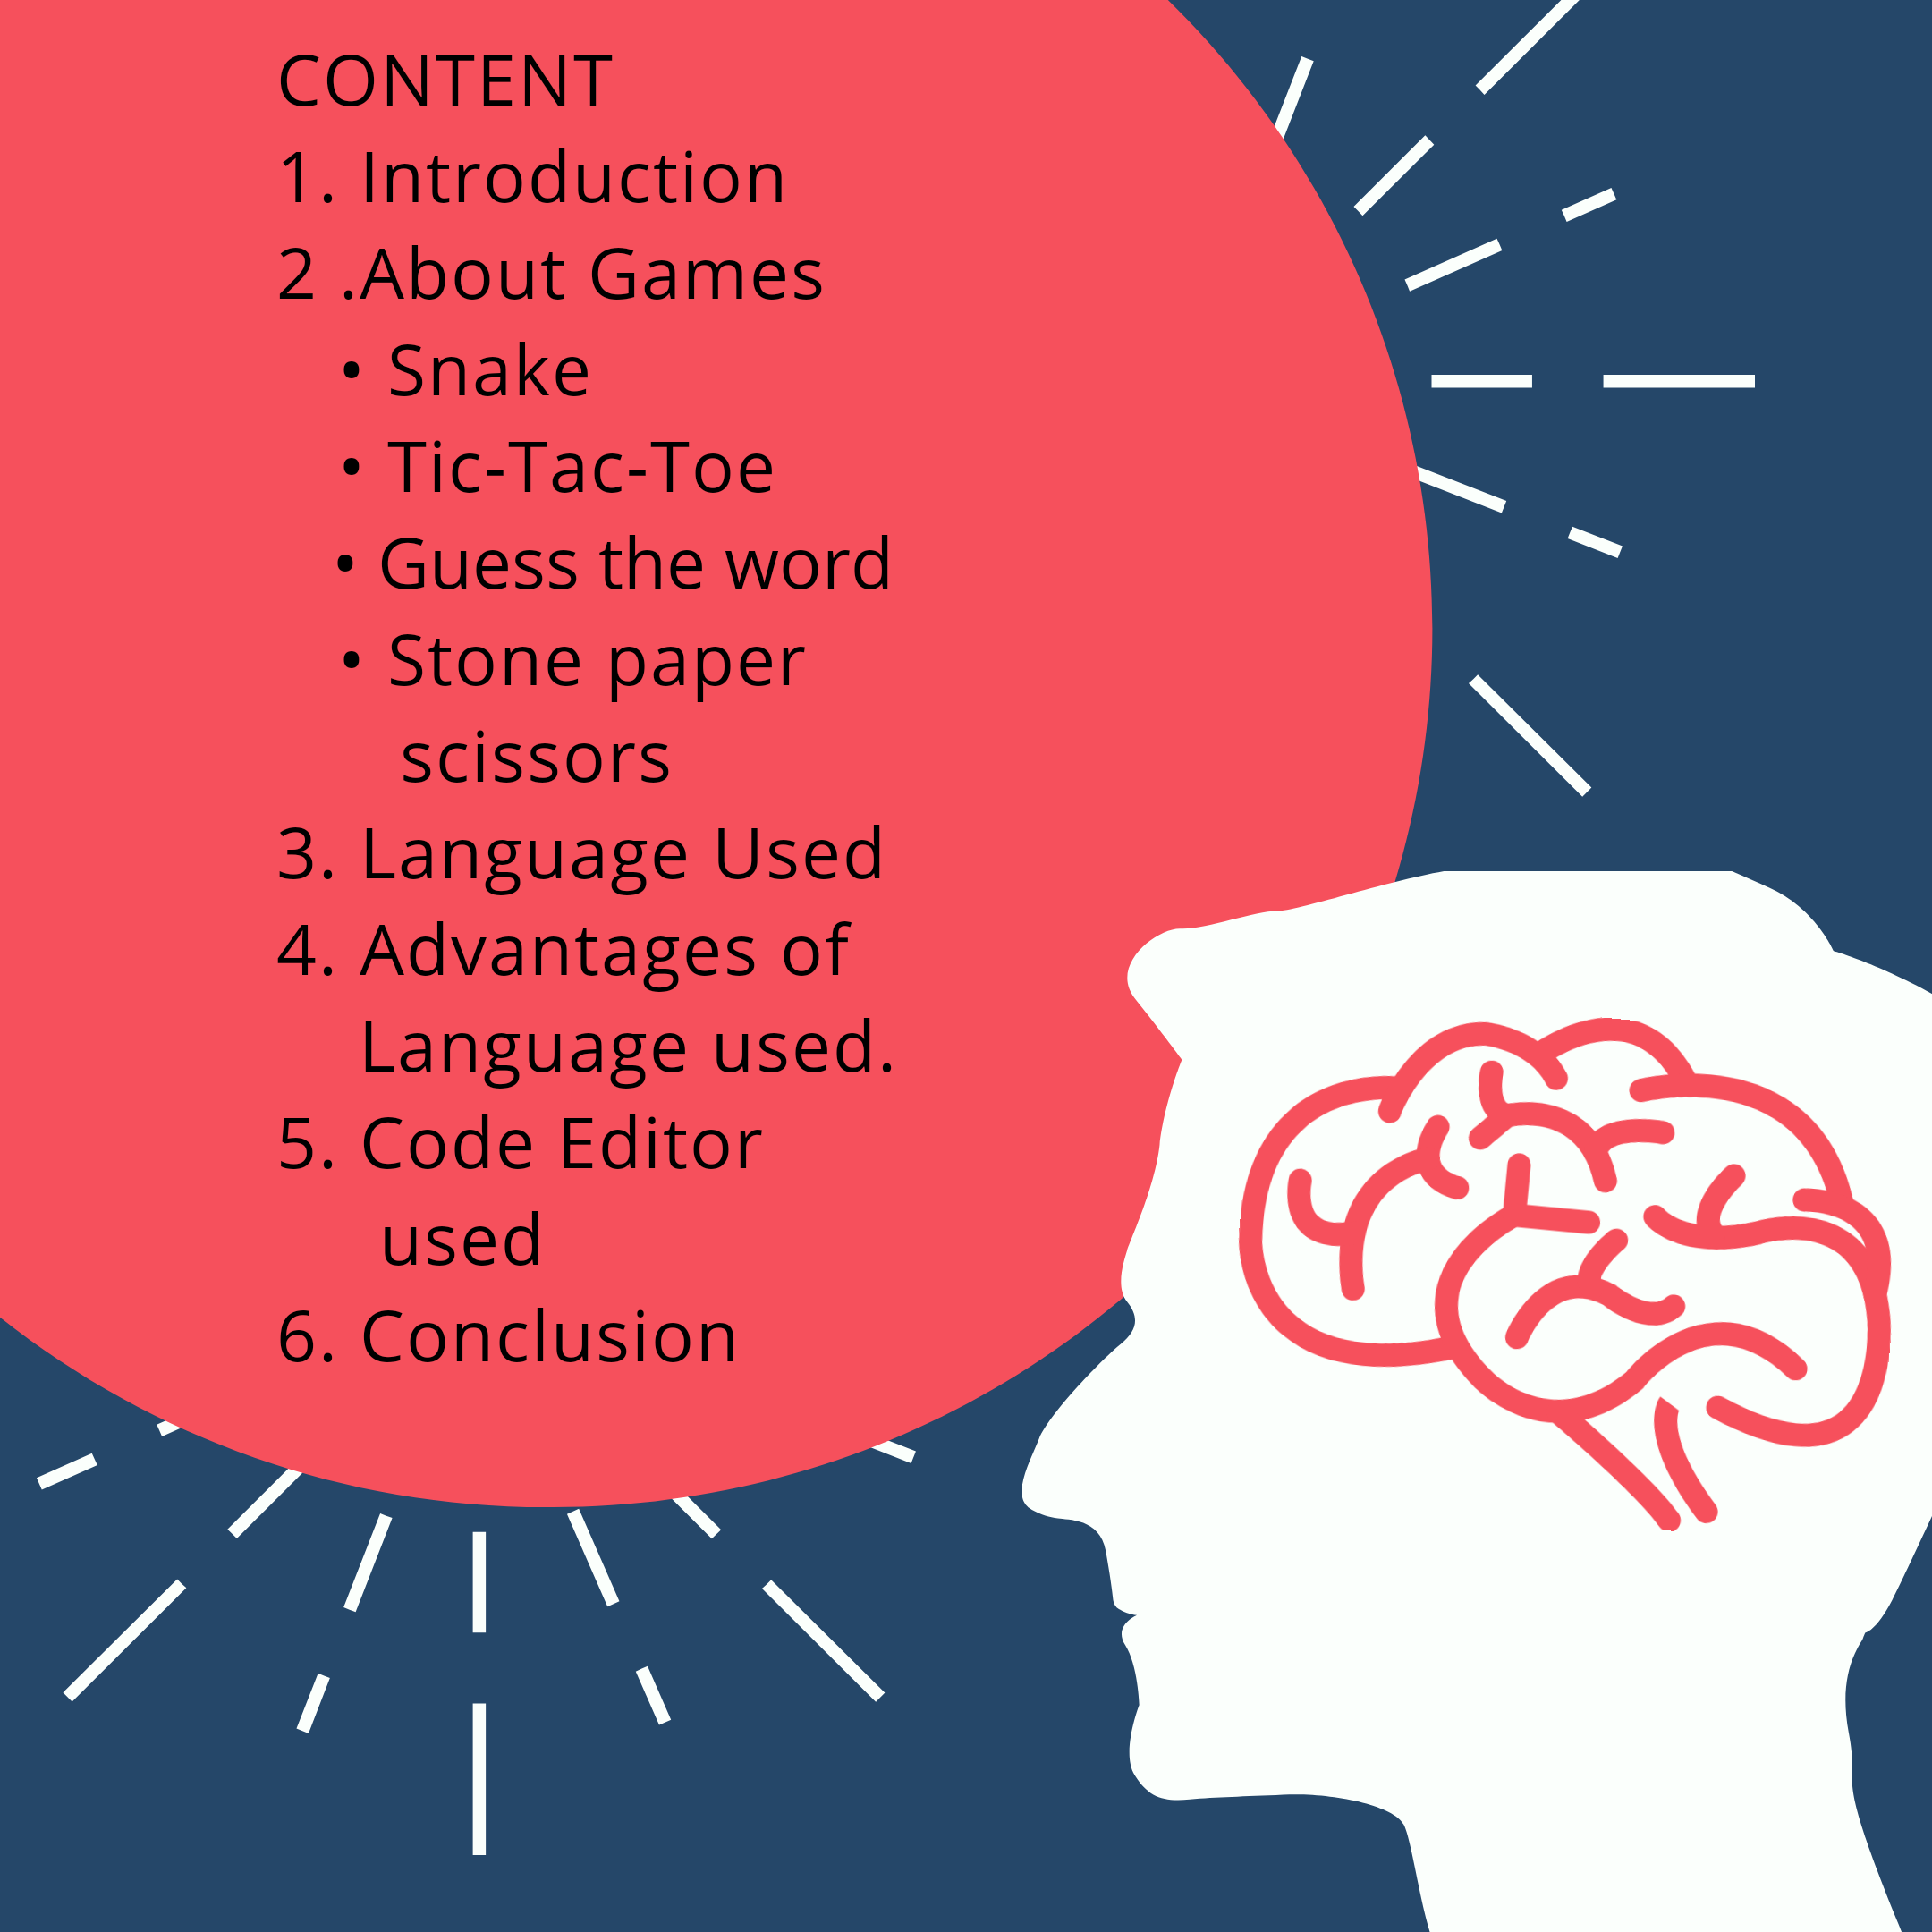 CONTENT
1. Introduction
2 .About Games
• Snake
• Tic-Tac-Toe
• Guess the word
• Stone paper
scissors
3. Language Used
4. Advantages of
Language used.
5. Code Editor
used
6. Conclusion